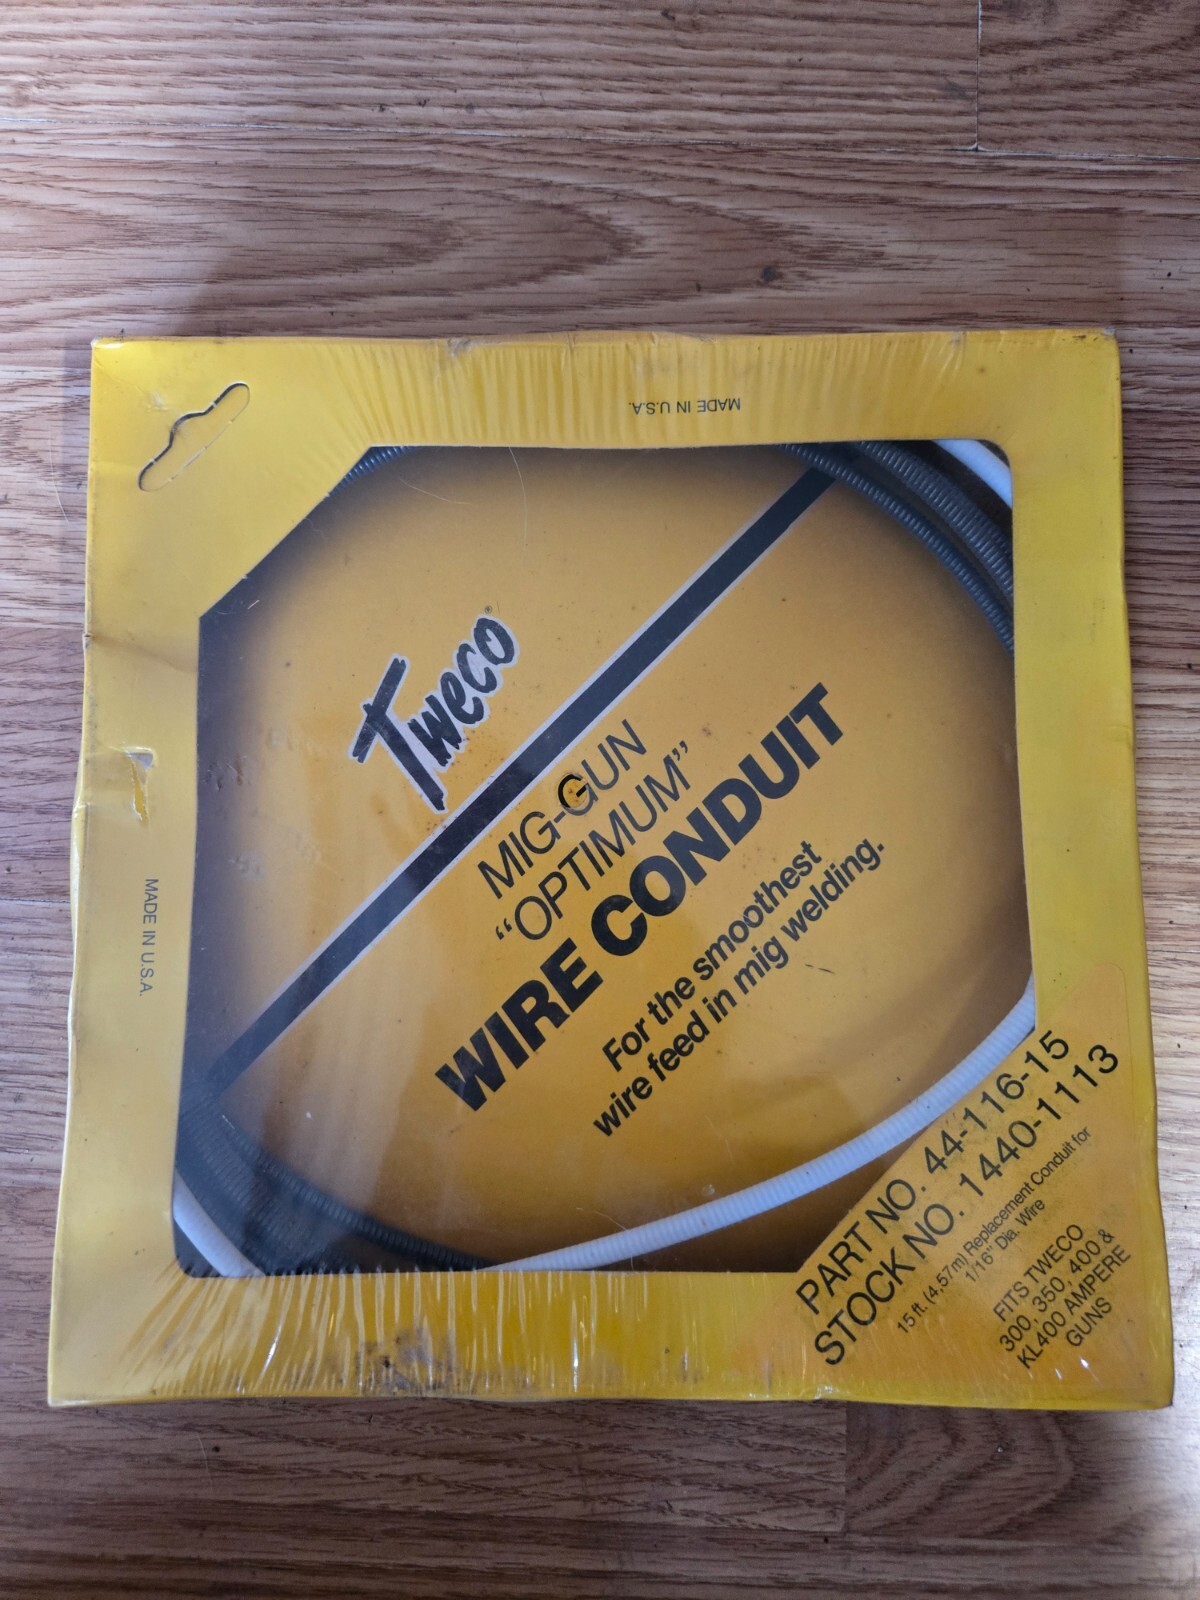 MADE IN U.S.A.
Tweco
MIG-GUN
“OPTIMUM”
WIRE CONDUIT
For the smoothest
wire feed in mig welding.
MADE IN U.S.A.
PART NO. 44-116-15
STOCK NO. 1440-1113
15 ft. (4,57m) Replacement Conduit for
1/16" Dia. Wire
FITS TWECO
300, 350, 400 &
KL400 AMPERE
GUNS